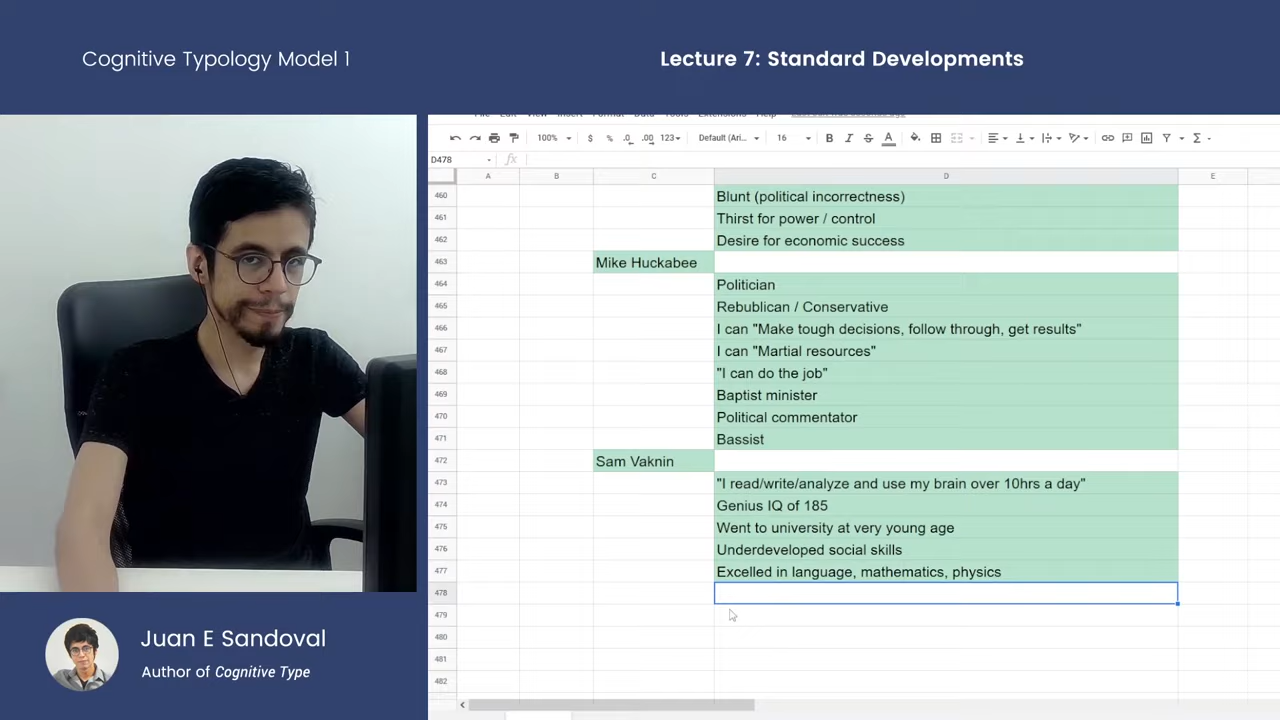 Cognitive Typology Model 1
Lecture 7: Standard Developments
100% $ % .0 .00 123 Default (Ari... 16 B I S A
D478 fx
A B C D E
460 Blunt (political incorrectness)
461 Thirst for power / control
462 Desire for economic success
463 Mike Huckabee
464 Politician
465 Rebublican / Conservative
466 I can "Make tough decisions, follow through, get results"
467 I can "Martial resources"
468 "I can do the job"
469 Baptist minister
470 Political commentator
471 Bassist
472 Sam Vaknin
473 "I read/write/analyze and use my brain over 10hrs a day"
474 Genius IQ of 185
475 Went to university at very young age
476 Underdeveloped social skills
477 Excelled in language, mathematics, physics
478
479
480
481
482
Juan E Sandoval
Author of Cognitive Type